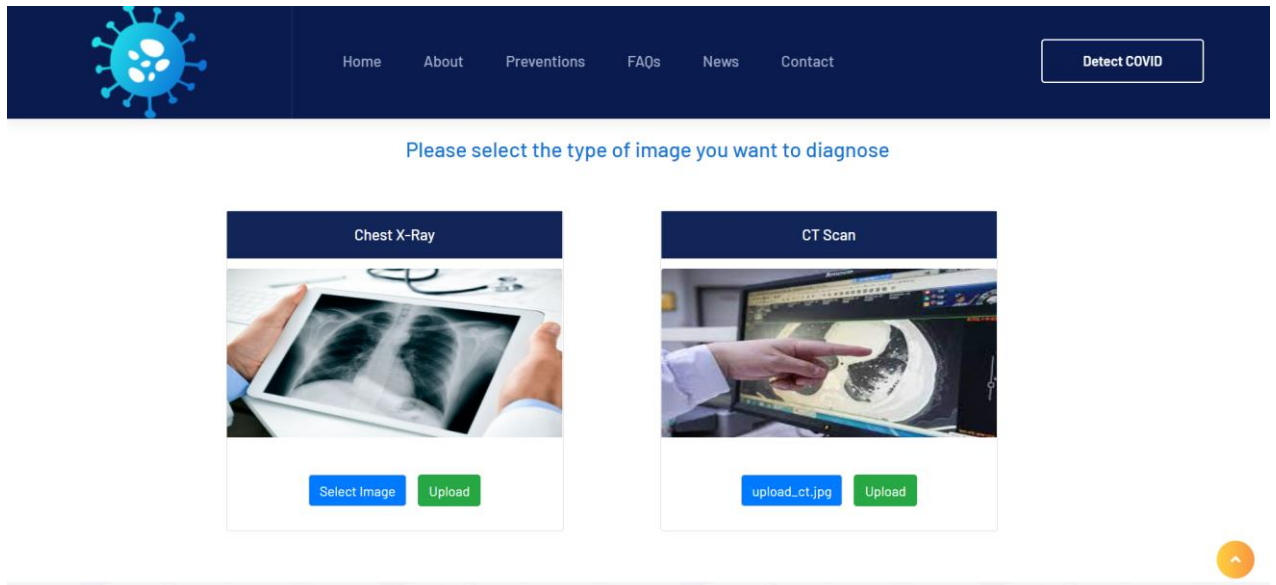 Home About Preventions FAQs News Contact Detect COVID
Please select the type of image you want to diagnose
Chest X-Ray CT Scan
Select Image Upload upload_ct.jpg Upload